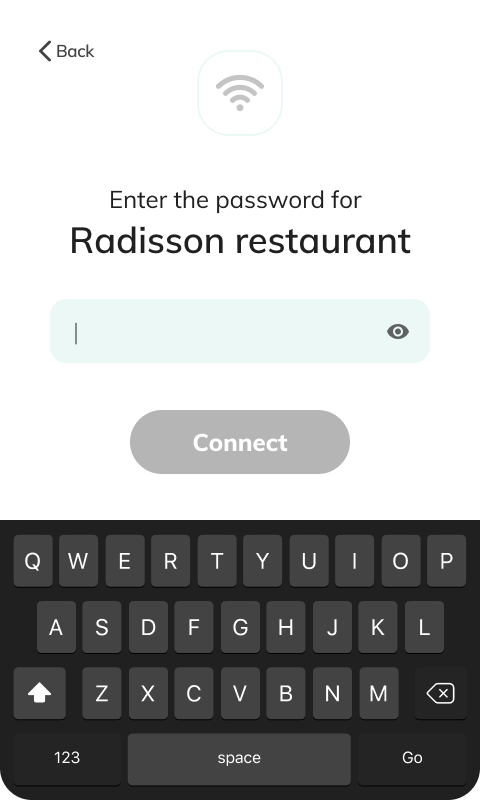 Back
Enter the password for
Radisson restaurant
Connect
Q W E R T Y U I O P
A S D F G H J K L
Z X C V B N M
123 space Go